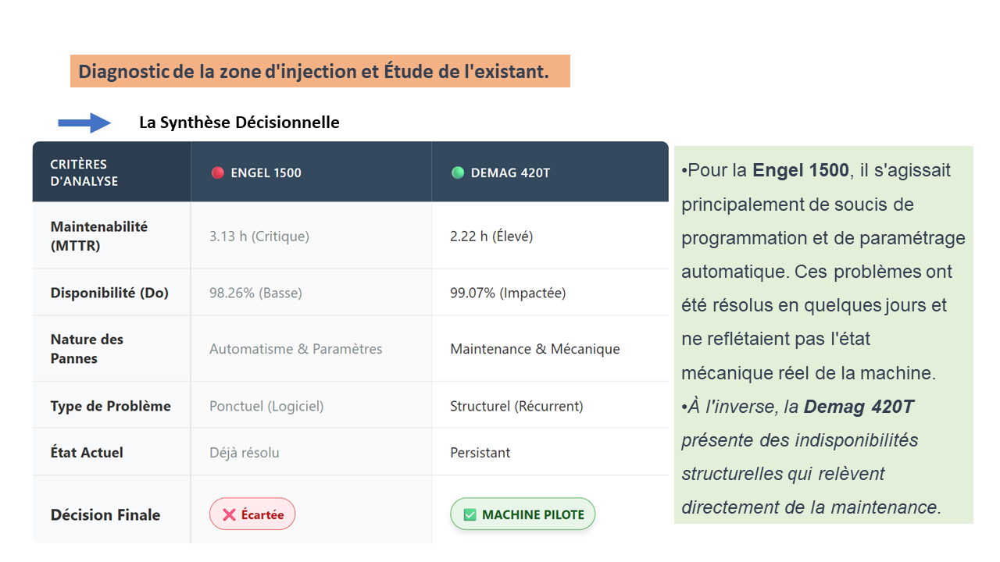 Diagnostic de la zone d'injection et Étude de l'existant.
La Synthèse Décisionnelle
CRITÈRES
D'ANALYSE
ENGEL 1500
DEMAG 420T
Maintenabilité
(MTTR)
3.13 h (Critique)
2.22 h (Élevé)
Disponibilité (Do)
98.26% (Basse)
99.07% (Impactée)
Nature des
Pannes
Automatisme & Paramètres
Maintenance & Mécanique
Type de Problème
Ponctuel (Logiciel)
Structurel (Récurrent)
État Actuel
Déjà résolu
Persistant
Décision Finale
❌ Écartée
✅ MACHINE PILOTE
•Pour la Engel 1500, il s'agissait
principalement de soucis de
programmation et de paramétrage
automatique. Ces problèmes ont
été résolus en quelques jours et
ne reflétaient pas l'état
mécanique réel de la machine.
•À l'inverse, la Demag 420T
présente des indisponibilités
structurelles qui relèvent
directement de la maintenance.